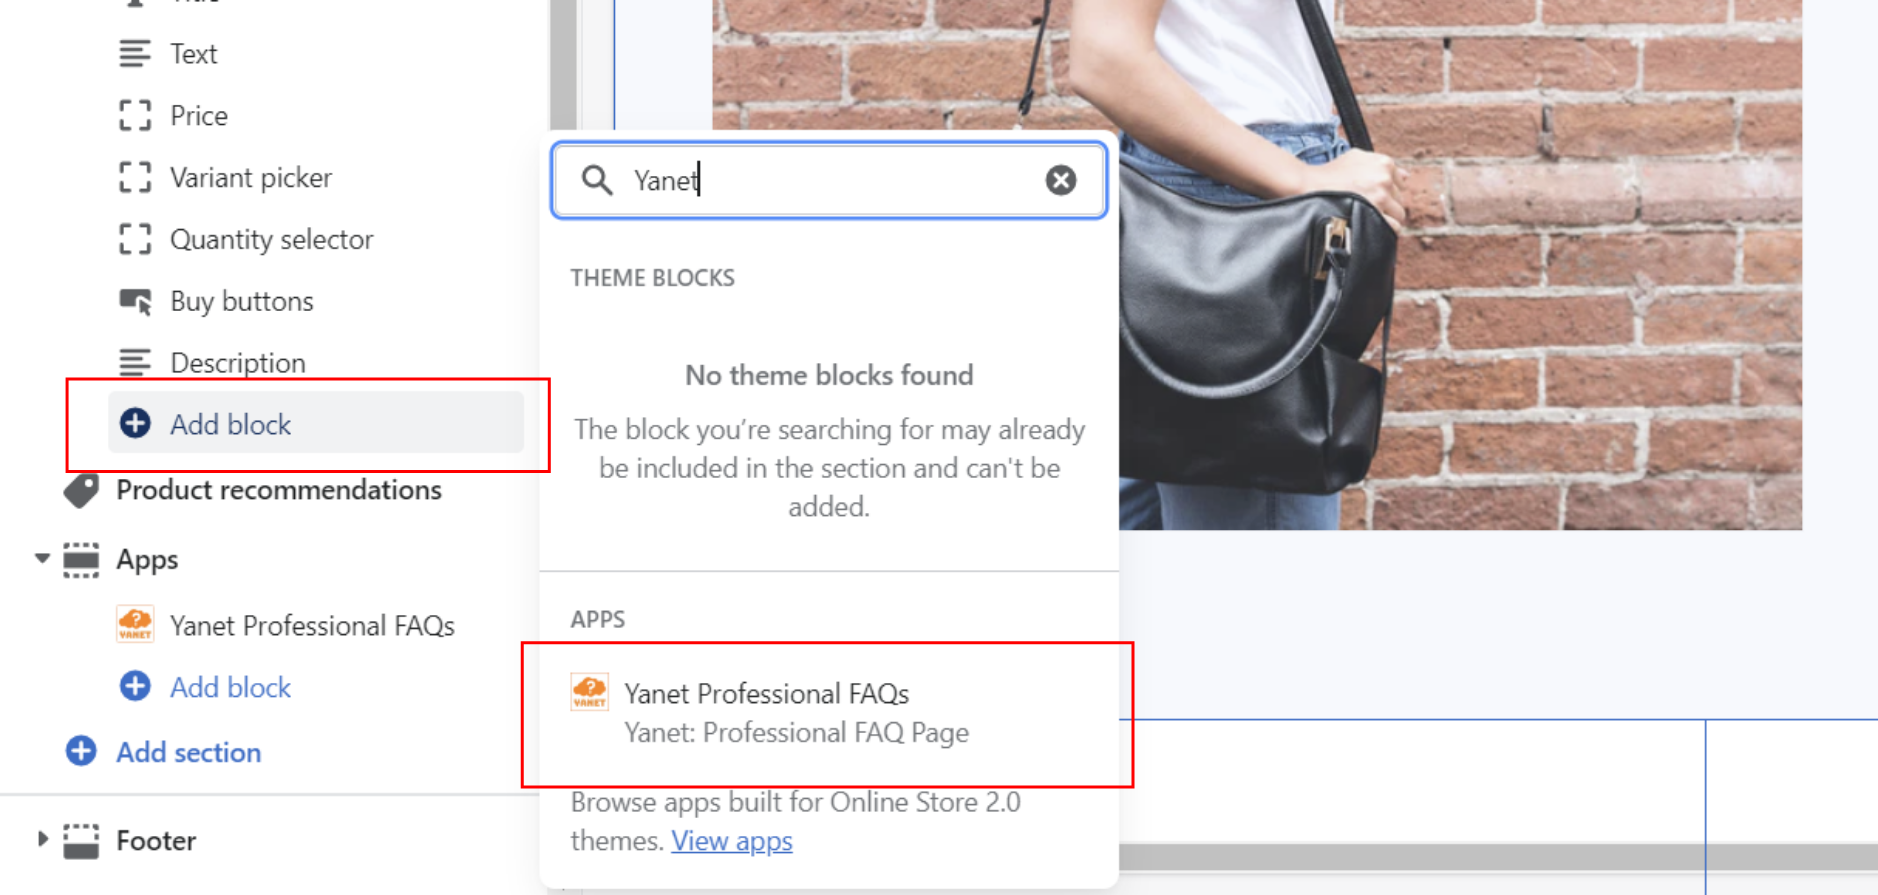 Title
Text
Price
Variant picker
Quantity selector
Buy buttons
Description
Add block
Product recommendations
Apps
YANET
Yanet Professional FAQs
Add block
Add section
Footer
Yanet
THEME BLOCKS
No theme blocks found
The block you’re searching for may already
be included in the section and can't be
added.
APPS
YANET
Yanet Professional FAQs
Yanet: Professional FAQ Page
Browse apps built for Online Store 2.0
themes. View apps